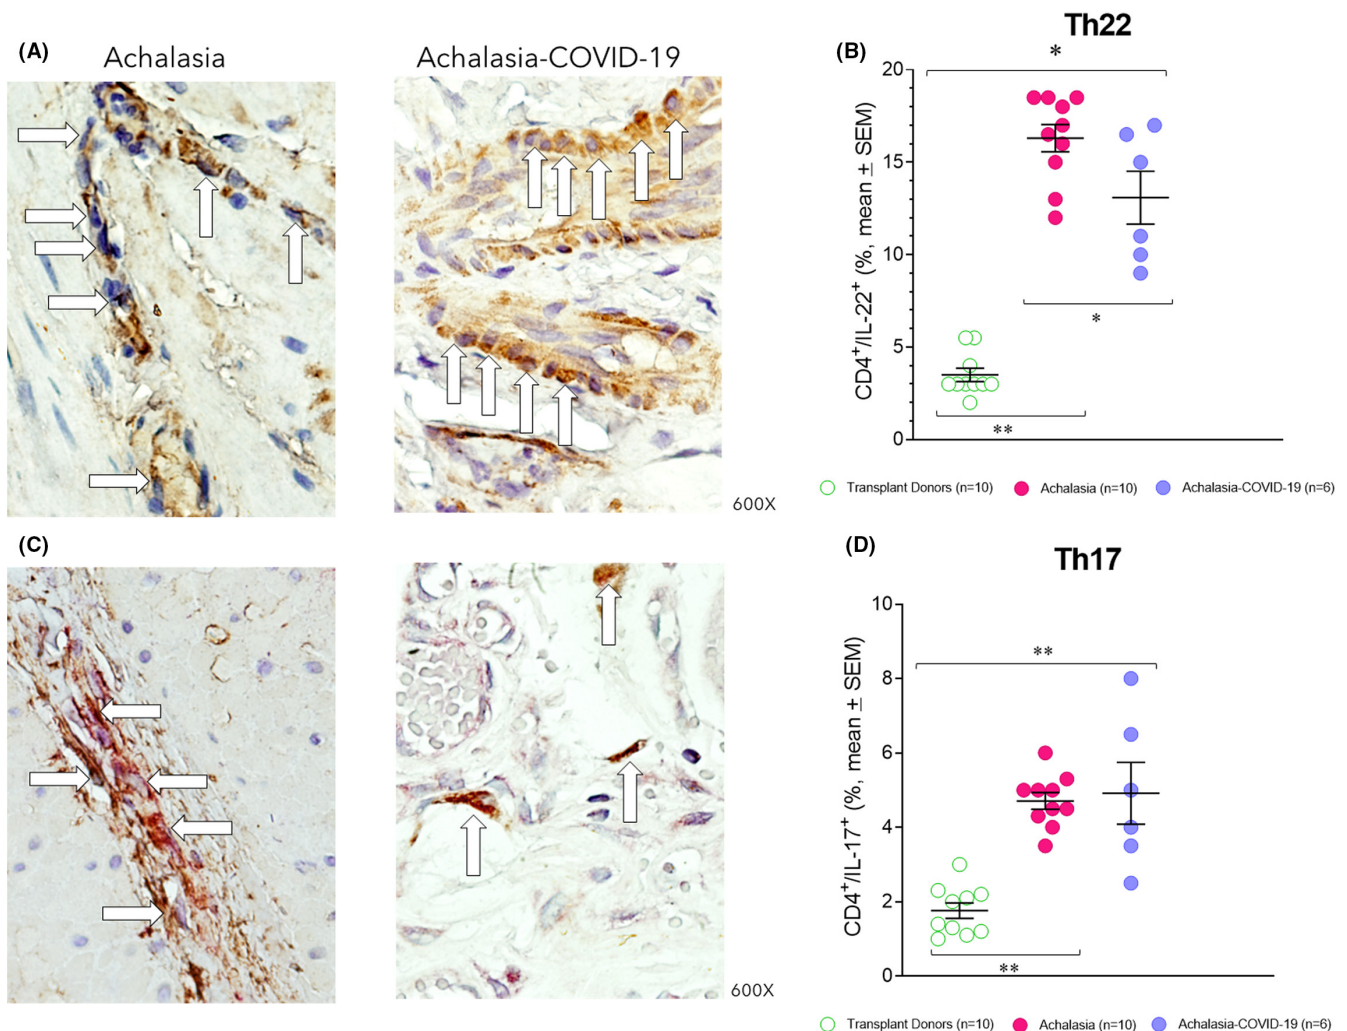 (A)
Achalasia
Achalasia-COVID-19
600X
(B)
Th22
*
CD4+/IL-22+ (%, mean ± SEM)
20
15
10
5
0
*
**
Transplant Donors (n=10)
Achalasia (n=10)
Achalasia-COVID-19 (n=6)
(C)
600X
(D)
Th17
**
CD4+/IL-17+ (%, mean ± SEM)
10
8
6
4
2
0
**
Transplant Donors (n=10)
Achalasia (n=10)
Achalasia-COVID-19 (n=6)